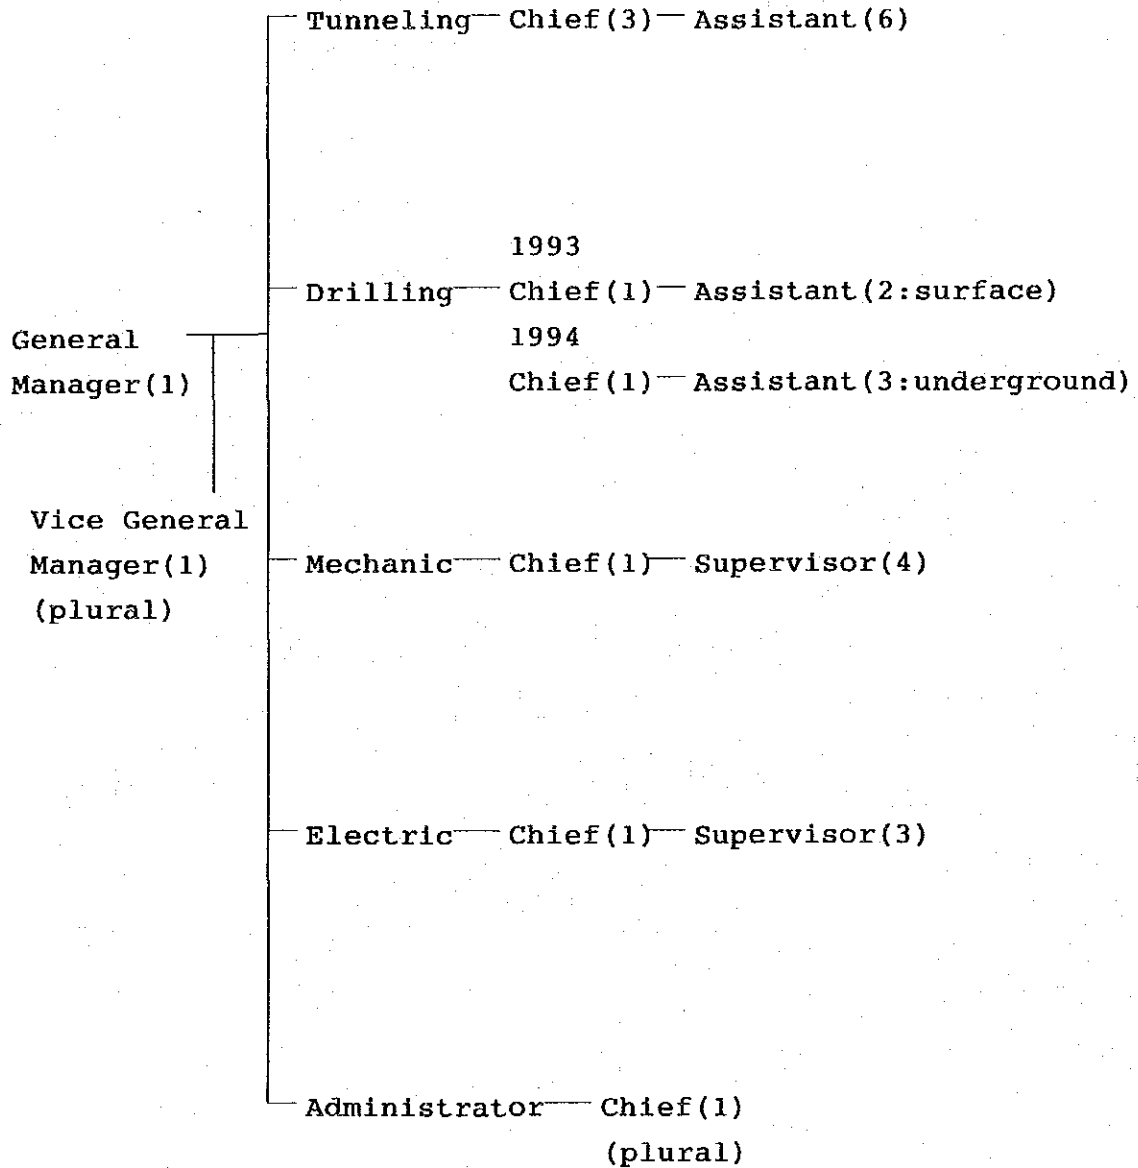 Tunneling Chief(3) Assistant(6)
1993
Drilling Chief(1) Assistant(2:surface)
General 1994
Manager(1) Chief(1) Assistant(3:underground)
Vice General
Manager(1) Mechanic Chief(1) Supervisor(4)
(plural)
Electric Chief(1) Supervisor(3)
Administrator Chief(1)
(plural)